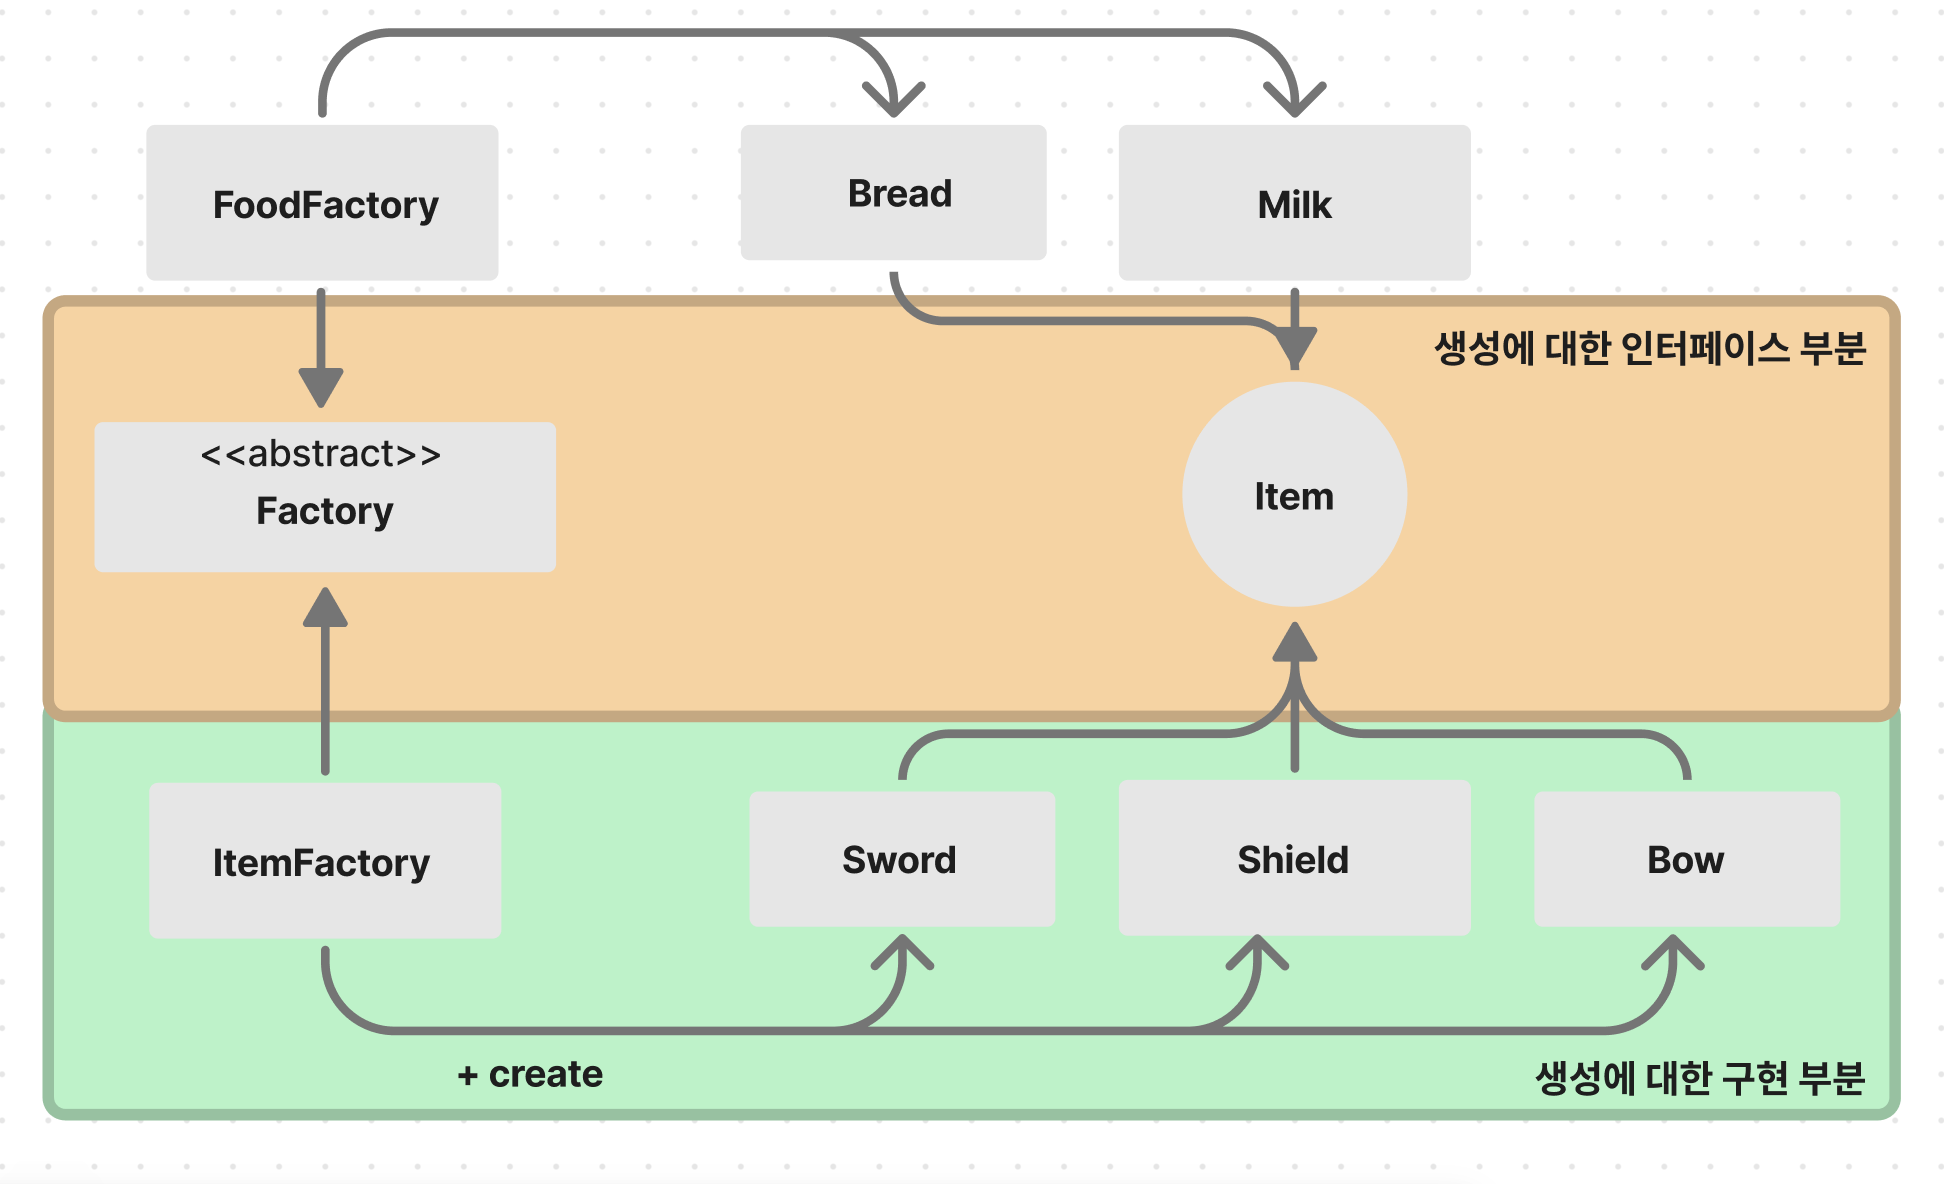 FoodFactory
Bread
Milk
생성에 대한 인터페이스 부분
<<abstract>>
Factory
Item
ItemFactory
Sword
Shield
Bow
+ create
생성에 대한 구현 부분